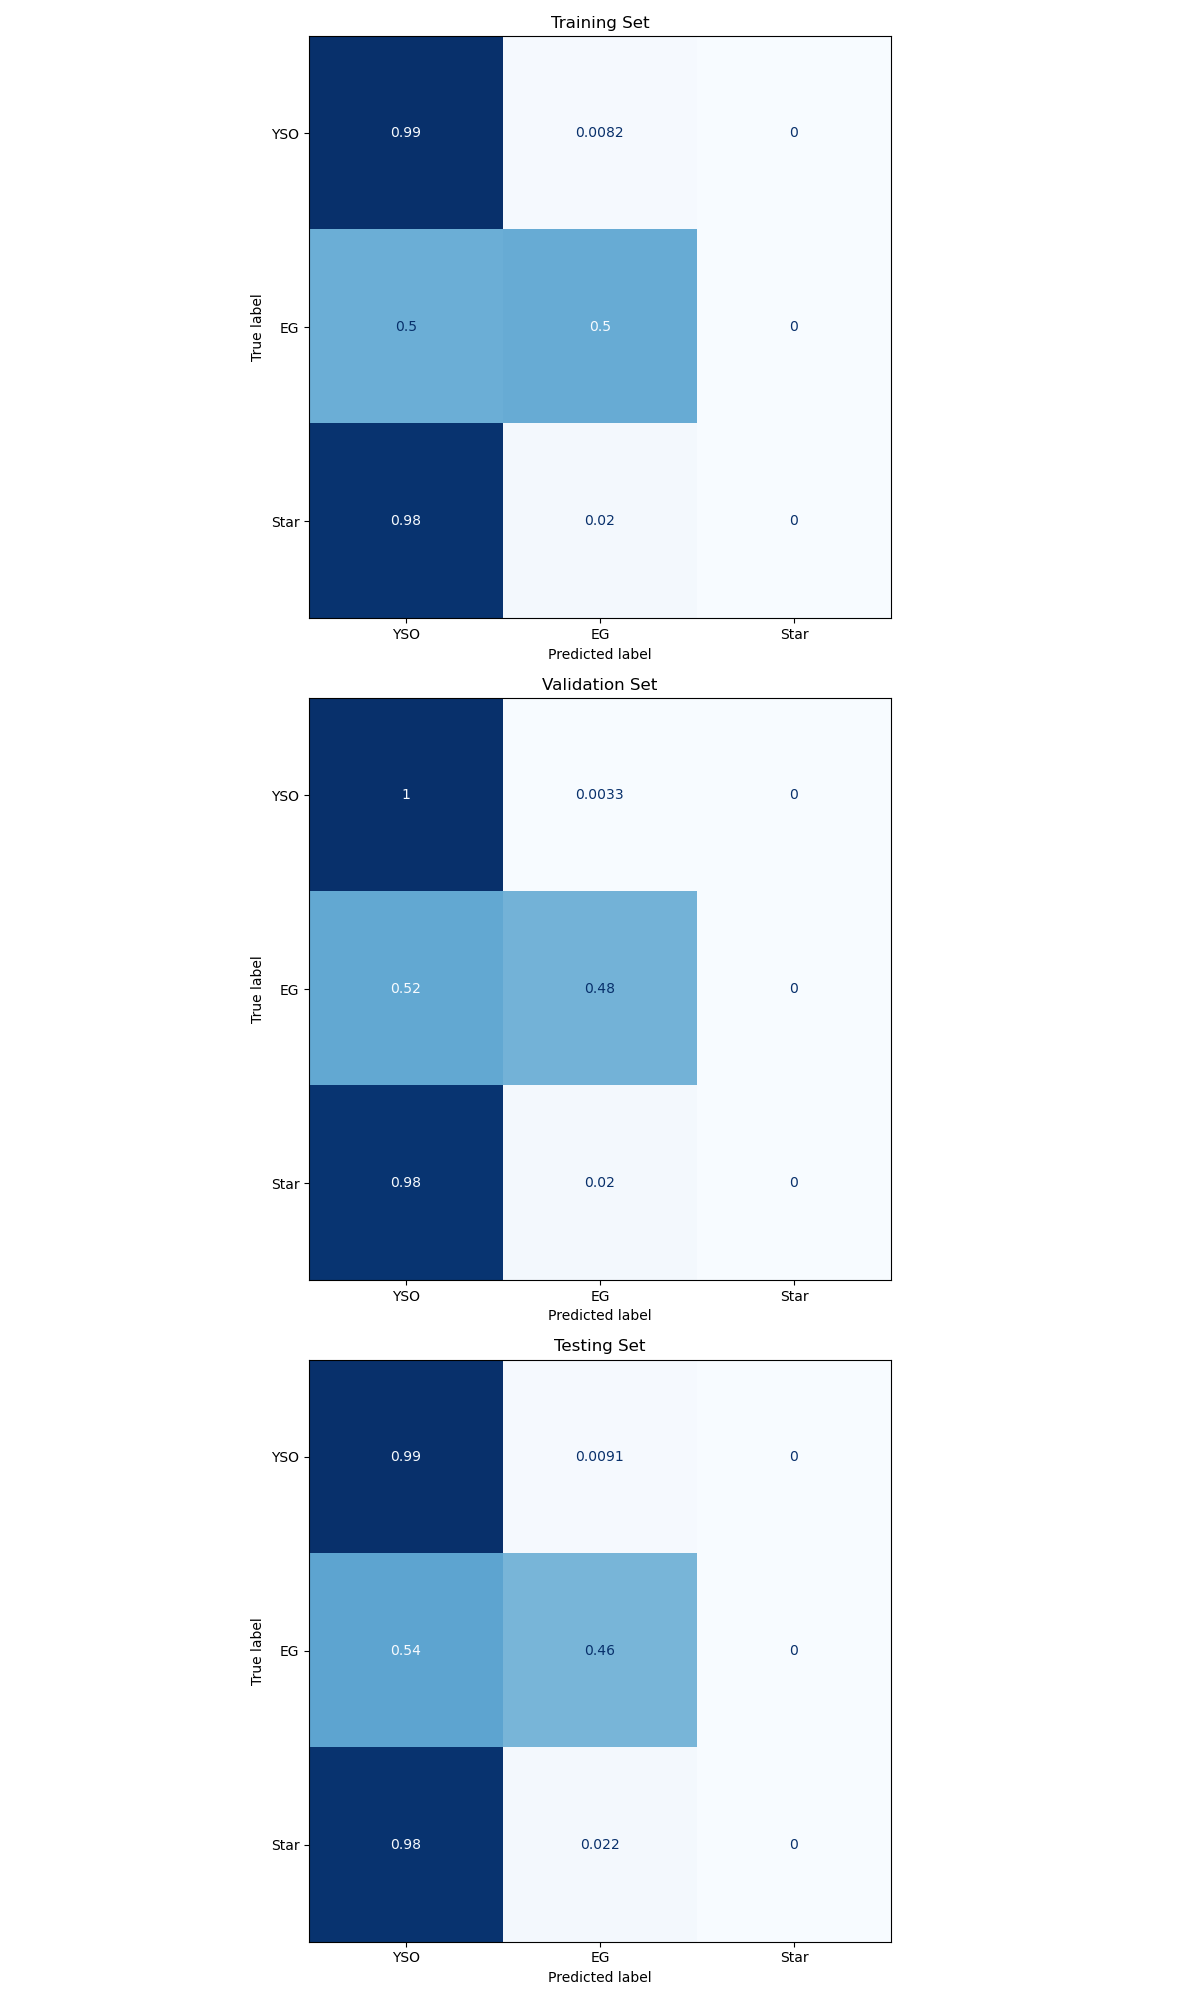 Training Set
YSO 0.99 0.0082 0
True label
EG 0.5 0.5 0
Star 0.98 0.02 0
YSO EG Star
Predicted label
Validation Set
YSO 1 0.0033 0
True label
EG 0.52 0.48 0
Star 0.98 0.02 0
YSO EG Star
Predicted label
Testing Set
YSO 0.99 0.0091 0
True label
EG 0.54 0.46 0
Star 0.98 0.022 0
YSO EG Star
Predicted label